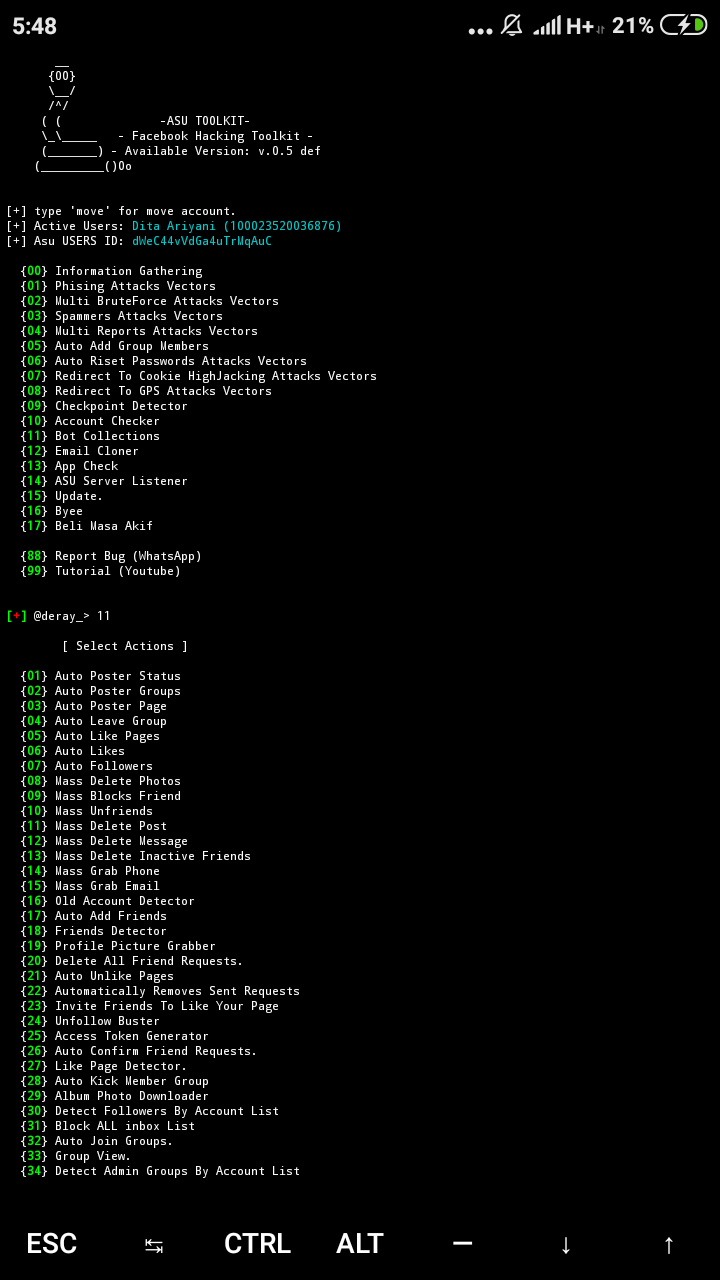 5:48 ... H+ 21%
__
{OO}
\__/
/^/
( ( -ASU TOOLKIT-
\_\_____ - Facebook Hacking Toolkit -
(_______) - Available Version: v.0.5 def
(_________()Oo
[+] type 'move' for move account.
[+] Active Users: Dita Ariyani (100023520036876)
[+] Asu USERS ID: dWeC44vVdGa4uTrMqAuC
{00} Information Gathering
{01} Phising Attacks Vectors
{02} Multi BruteForce Attacks Vectors
{03} Spammers Attacks Vectors
{04} Multi Reports Attacks Vectors
{05} Auto Add Group Members
{06} Auto Riset Passwords Attacks Vectors
{07} Redirect To Cookie HighJacking Attacks Vectors
{08} Redirect To GPS Attacks Vectors
{09} Checkpoint Detector
{10} Account Checker
{11} Bot Collections
{12} Email Cloner
{13} App Check
{14} ASU Server Listener
{15} Update.
{16} Byee
{17} Beli Masa Akif
{88} Report Bug (WhatsApp)
{99} Tutorial (Youtube)
[+] @deray_> 11
[ Select Actions ]
{01} Auto Poster Status
{02} Auto Poster Groups
{03} Auto Poster Page
{04} Auto Leave Group
{05} Auto Like Pages
{06} Auto Likes
{07} Auto Followers
{08} Mass Delete Photos
{09} Mass Blocks Friend
{10} Mass Unfriends
{11} Mass Delete Post
{12} Mass Delete Message
{13} Mass Delete Inactive Friends
{14} Mass Grab Phone
{15} Mass Grab Email
{16} Old Account Detector
{17} Auto Add Friends
{18} Friends Detector
{19} Profile Picture Grabber
{20} Delete All Friend Requests.
{21} Auto Unlike Pages
{22} Automatically Removes Sent Requests
{23} Invite Friends To Like Your Page
{24} Unfollow Buster
{25} Access Token Generator
{26} Auto Confirm Friend Requests.
{27} Like Page Detector.
{28} Auto Kick Member Group
{29} Album Photo Downloader
{30} Detect Followers By Account List
{31} Block ALL inbox List
{32} Auto Join Groups.
{33} Group View.
{34} Detect Admin Groups By Account List
ESC ↹ CTRL ALT — ↓ ↑